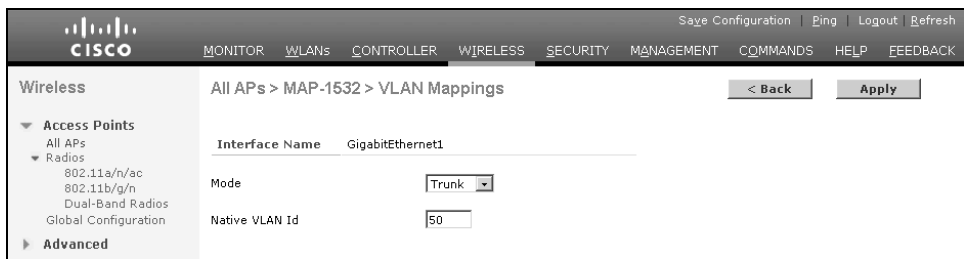 Save Configuration | Ping | Logout | Refresh
CISCO
MONITOR WLANs CONTROLLER WIRELESS SECURITY MANAGEMENT COMMANDS HELP FEEDBACK
Wireless
All APs > MAP-1532 > VLAN Mappings
< Back
Apply
Access Points
All APs
Radios
802.11a/n/ac
802.11b/g/n
Dual-Band Radios
Global Configuration
Advanced
Interface Name GigabitEthernet1
Mode Trunk
Native VLAN Id 50